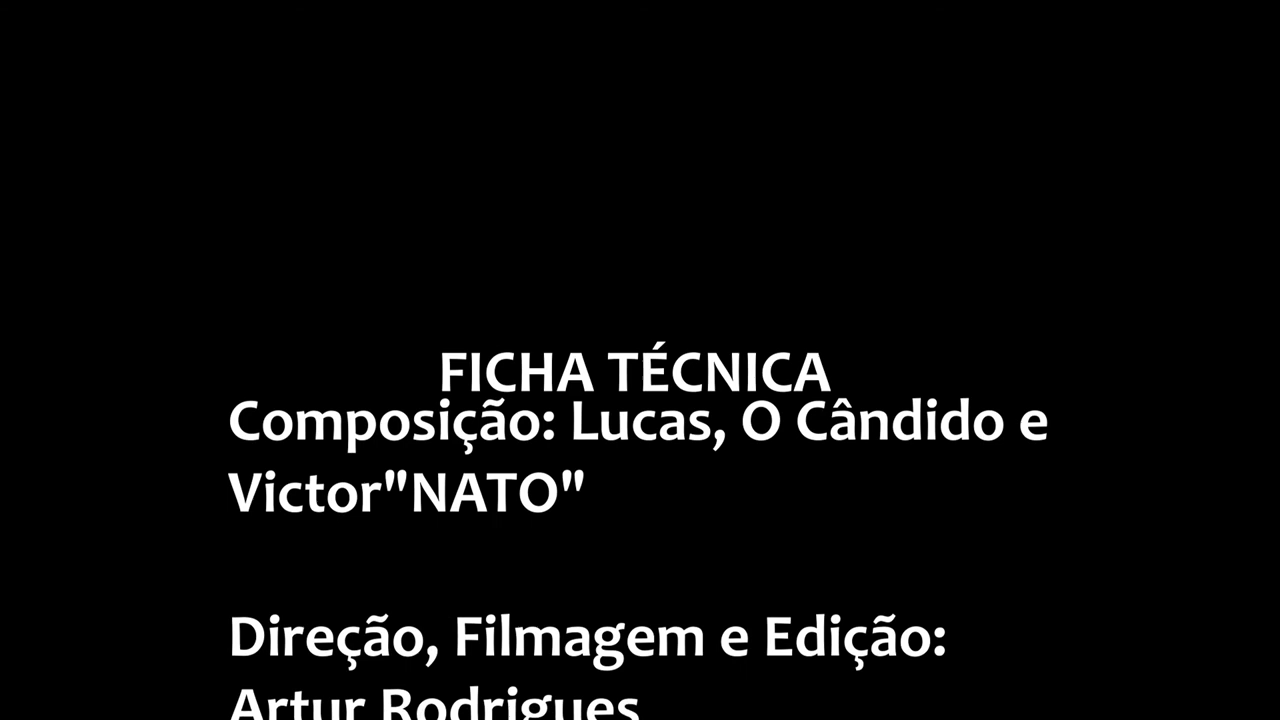 FICHA TÉCNICA
Composição: Lucas, O Cândido e
Victor"NATO"
Direção, Filmagem e Edição:
Artur Rodrigues